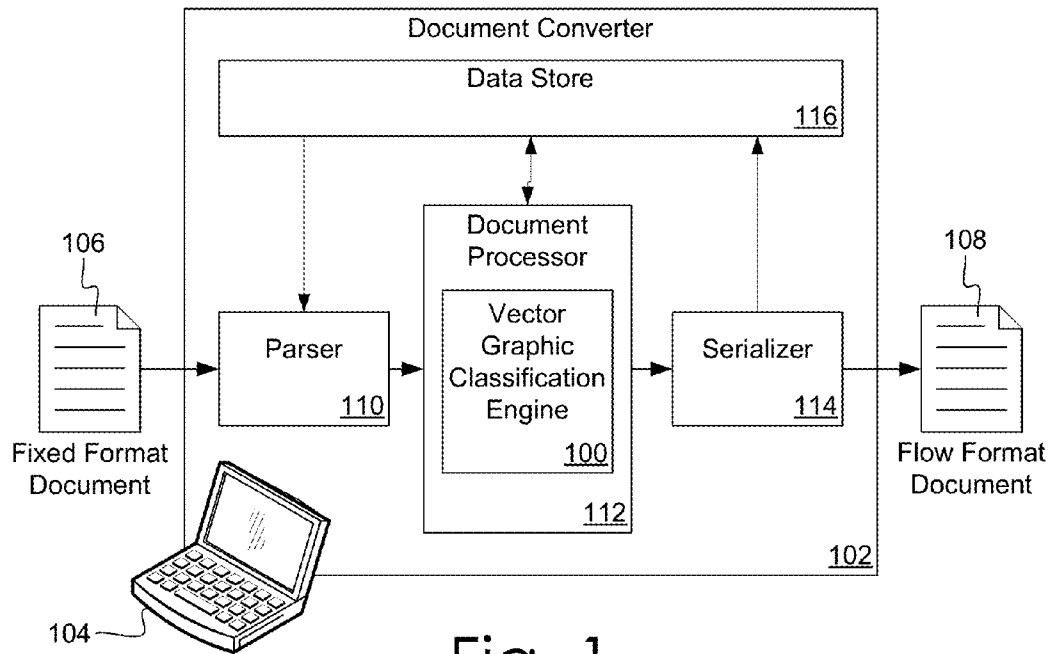 Document Converter
Data Store
116
106
108
Document
Processor
Vector
Graphic
Classification
Engine
100
112
Parser
110
Serializer
114
Fixed Format
Document
Flow Format
Document
102
104
Fig. 1